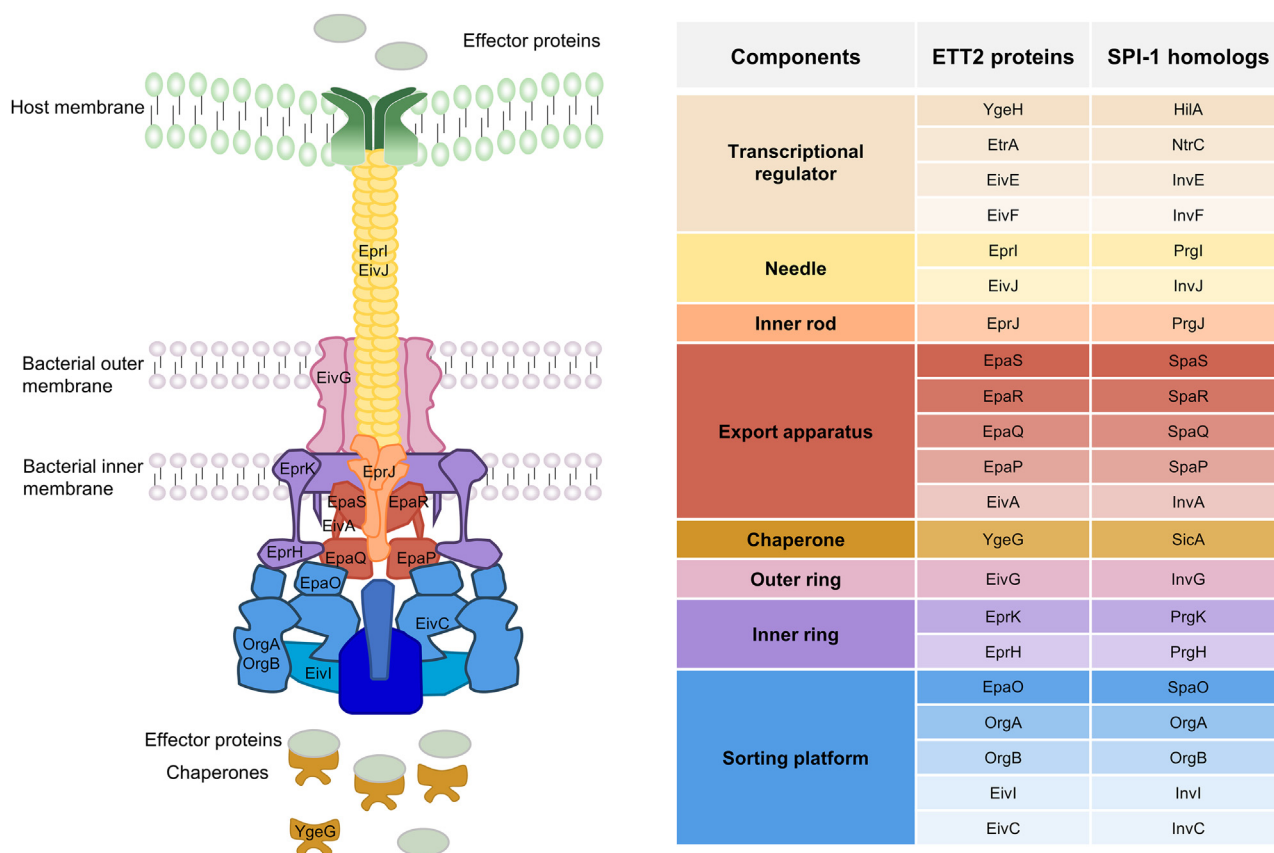 Effector proteins
Host membrane
EprI
EivJ
Bacterial outer
membrane
EivG
Bacterial inner
membrane
EprK
EprJ
EpaS
EpaR
EivA
EprH
EpaQ
EpaP
EpaO
EivC
OrgA
OrgB
EivI
Effector proteins
Chaperones
YgeG
Components ETT2 proteins SPI-1 homologs
Transcriptional
regulator
YgeH HilA
EtrA NtrC
EivE InvE
EivF InvF
Needle
EprI PrgI
EivJ InvJ
Inner rod EprJ PrgJ
Export apparatus
EpaS SpaS
EpaR SpaR
EpaQ SpaQ
EpaP SpaP
EivA InvA
Chaperone YgeG SicA
Outer ring EivG InvG
Inner ring
EprK PrgK
EprH PrgH
Sorting platform
EpaO SpaO
OrgA OrgA
OrgB OrgB
EivI InvI
EivC InvC